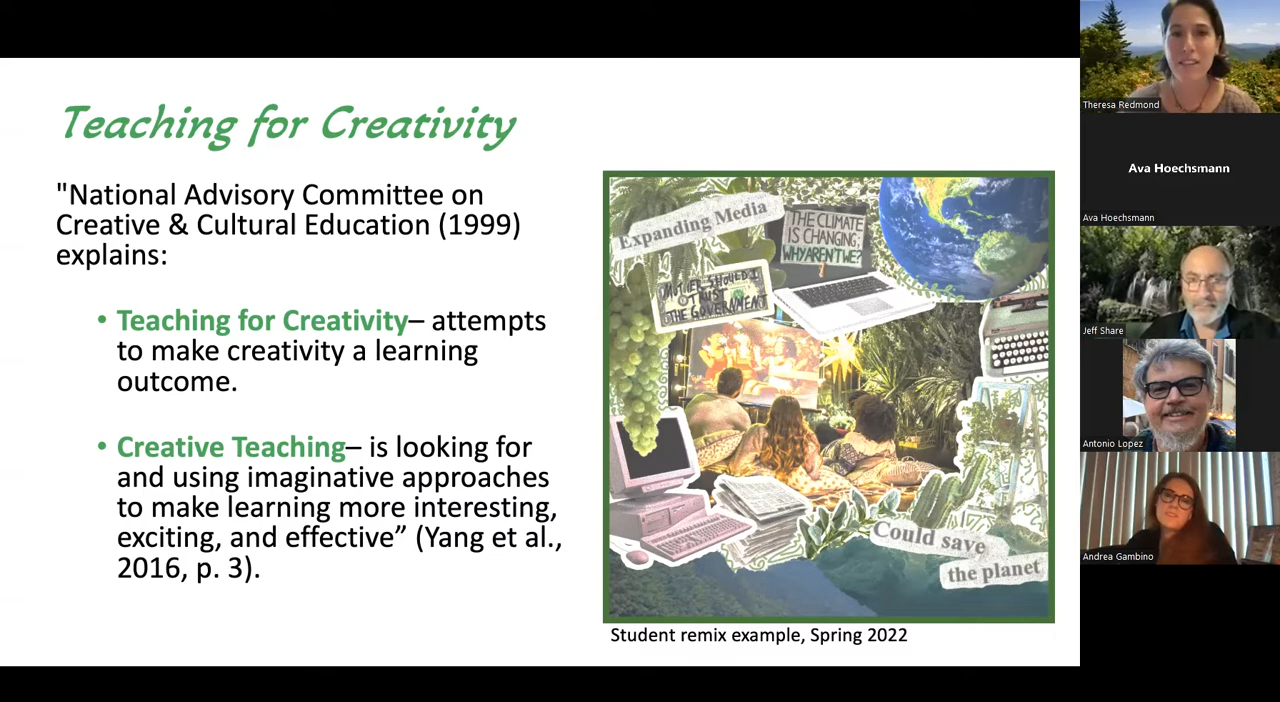 Teaching for Creativity
"National Advisory Committee on
Creative & Cultural Education (1999)
explains:
• Teaching for Creativity– attempts
to make creativity a learning
outcome.
• Creative Teaching– is looking for
and using imaginative approaches
to make learning more interesting,
exciting, and effective” (Yang et al.,
2016, p. 3).
Expanding Media
THE CLIMATE
IS CHANGING;
WHY AREN'T WE?
MOTHER SHOULD I
TRUST
THE GOVERNMENT
Could save
the planet
Student remix example, Spring 2022
Theresa Redmond
Ava Hoechsmann
Ava Hoechsmann
Jeff Share
Antonio Lopez
Andrea Gambino